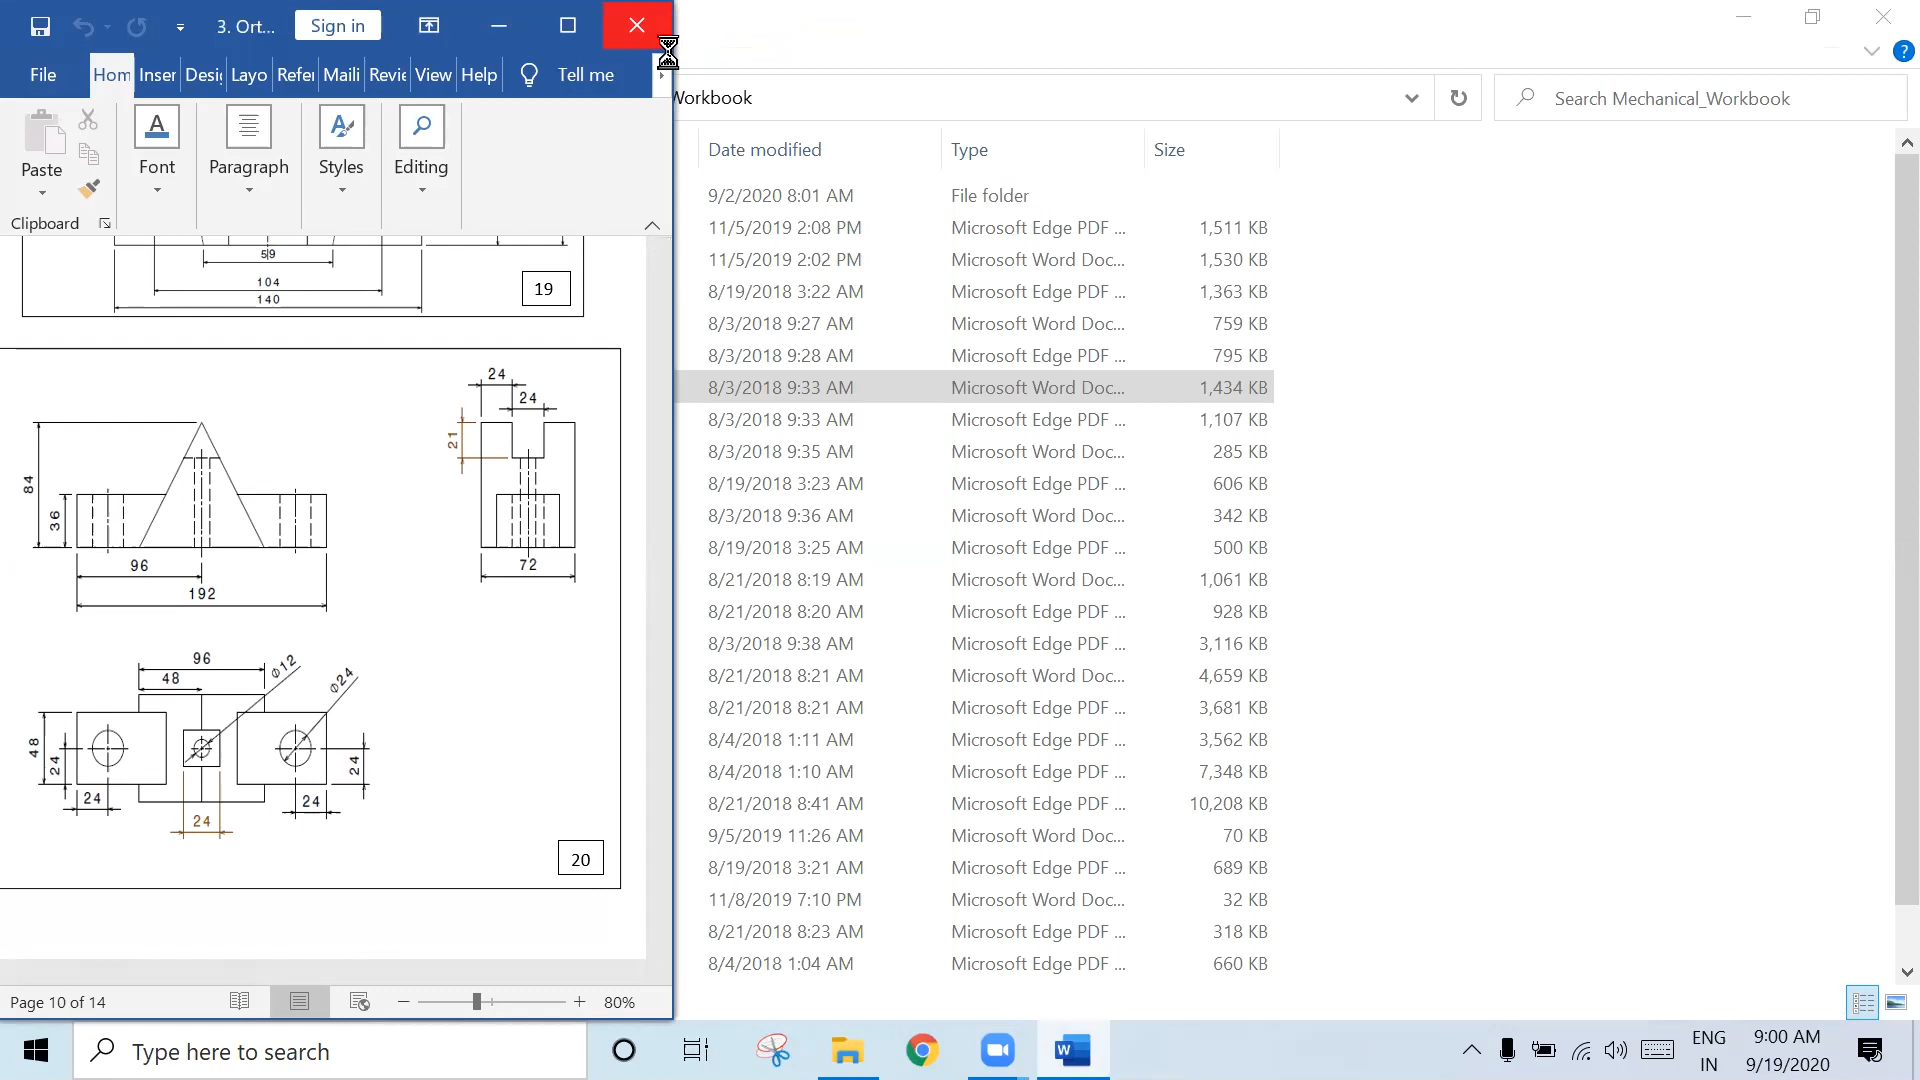 3. Ort...
Sign in
File
Hom
Inser
Desig
Layo
Refer
Maili
Revie
View
Help
Tell me
Paste
Font
Paragraph
Styles
Editing
Clipboard
59
104
140
19
24
24
21
84
36
96
192
72
96
48
Φ12
Φ24
48
24
24
24
24
24
20
Page 10 of 14
80%
Workbook
Search Mechanical_Workbook
?
Date modified Type Size
9/2/2020 8:01 AM File folder
11/5/2019 2:08 PM Microsoft Edge PDF ... 1,511 KB
11/5/2019 2:02 PM Microsoft Word Doc... 1,530 KB
8/19/2018 3:22 AM Microsoft Edge PDF ... 1,363 KB
8/3/2018 9:27 AM Microsoft Word Doc... 759 KB
8/3/2018 9:28 AM Microsoft Edge PDF ... 795 KB
8/3/2018 9:33 AM Microsoft Word Doc... 1,434 KB
8/3/2018 9:33 AM Microsoft Edge PDF ... 1,107 KB
8/3/2018 9:35 AM Microsoft Word Doc... 285 KB
8/19/2018 3:23 AM Microsoft Edge PDF ... 606 KB
8/3/2018 9:36 AM Microsoft Word Doc... 342 KB
8/19/2018 3:25 AM Microsoft Edge PDF ... 500 KB
8/21/2018 8:19 AM Microsoft Word Doc... 1,061 KB
8/21/2018 8:20 AM Microsoft Edge PDF ... 928 KB
8/3/2018 9:38 AM Microsoft Edge PDF ... 3,116 KB
8/21/2018 8:21 AM Microsoft Word Doc... 4,659 KB
8/21/2018 8:21 AM Microsoft Edge PDF ... 3,681 KB
8/4/2018 1:11 AM Microsoft Edge PDF ... 3,562 KB
8/4/2018 1:10 AM Microsoft Edge PDF ... 7,348 KB
8/21/2018 8:41 AM Microsoft Edge PDF ... 10,208 KB
9/5/2019 11:26 AM Microsoft Word Doc... 70 KB
8/19/2018 3:21 AM Microsoft Edge PDF ... 689 KB
11/8/2019 7:10 PM Microsoft Word Doc... 32 KB
8/21/2018 8:23 AM Microsoft Edge PDF ... 318 KB
8/4/2018 1:04 AM Microsoft Edge PDF ... 660 KB
Type here to search
ENG
IN
9:00 AM
9/19/2020